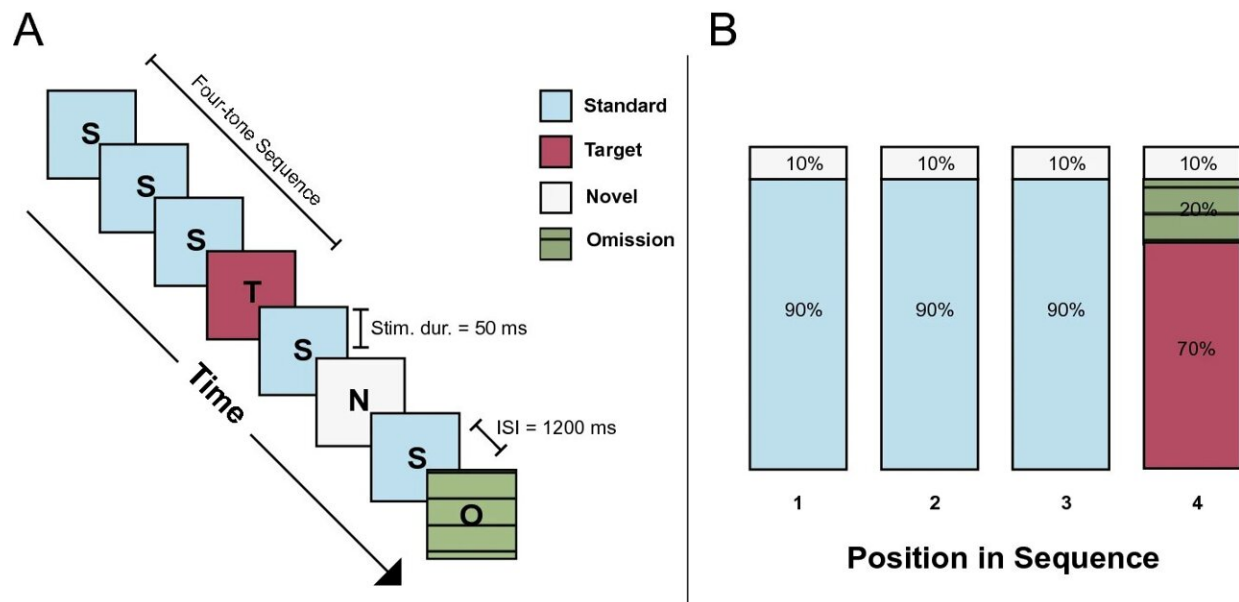 A
Four-tone Sequence
S
S
S
T
S
N
S
O
Stim. dur. = 50 ms
ISI = 1200 ms
Time
Standard
Target
Novel
Omission
B
10%
10%
10%
10%
20%
90%
90%
90%
70%
1
2
3
4
Position in Sequence